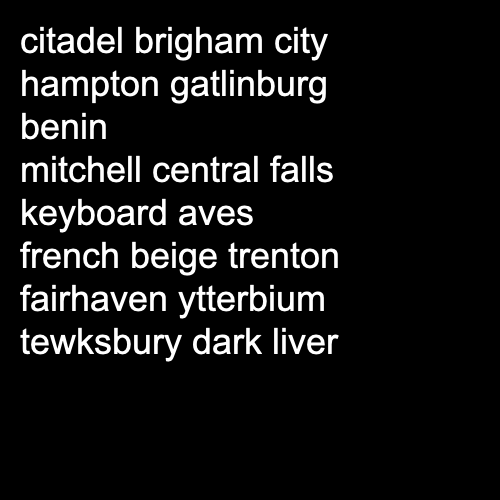 citadel brigham city
hampton gatlinburg
benin
mitchell central falls
keyboard aves
french beige trenton
fairhaven ytterbium
tewksbury dark liver